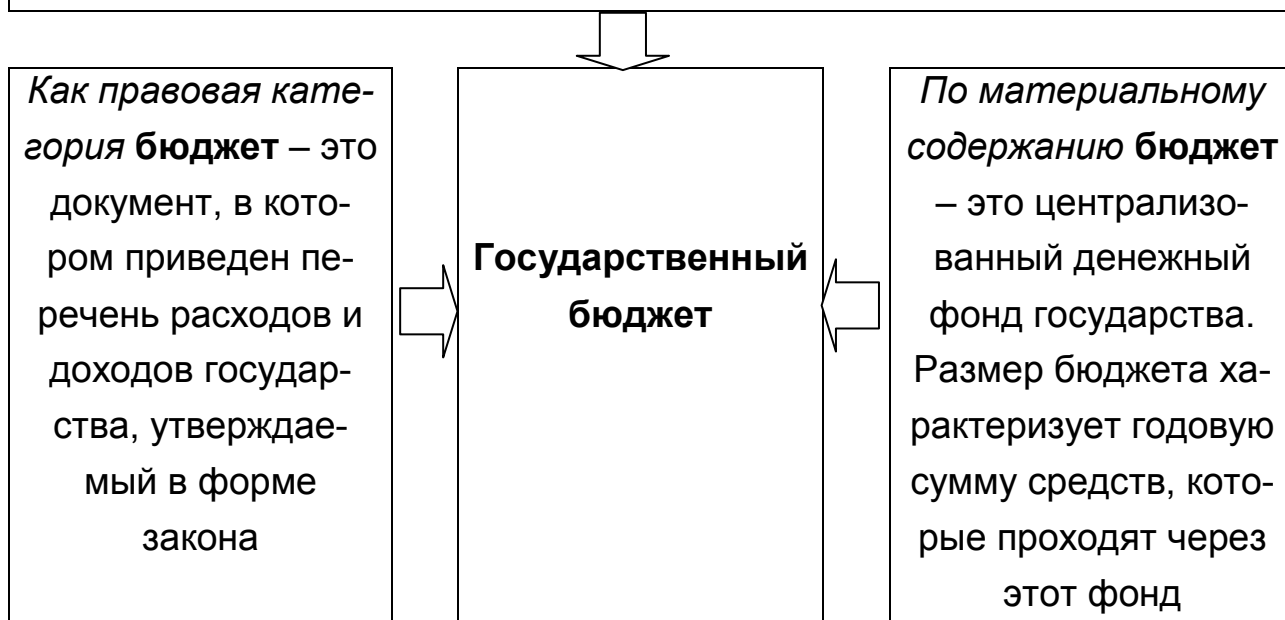 Как правовая кате-
гория бюджет – это
документ, в кото-
ром приведен пе-
речень расходов и
доходов государ-
ства, утверждае-
мый в форме
закона
Государственный
бюджет
По материальному
содержанию бюджет
– это централизо-
ванный денежный
фонд государства.
Размер бюджета ха-
рактеризует годовую
сумму средств, кото-
рые проходят через
этот фонд